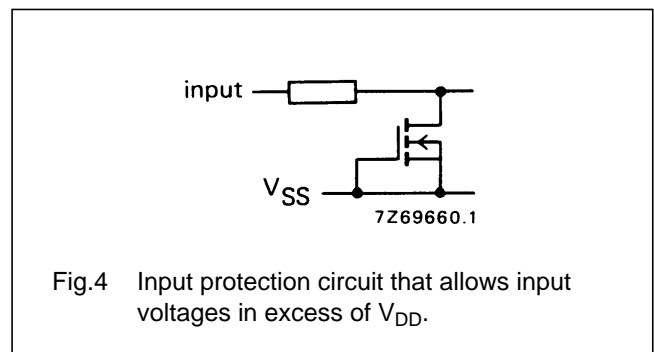 input
VSS
7Z69660.1
Fig.4 Input protection circuit that allows input
voltages in excess of VDD.